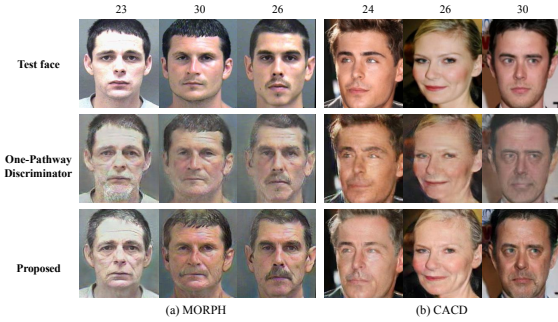 23 30 26 24 26 30
Test face
One-Pathway
Discriminator
Proposed
(a) MORPH (b) CACD